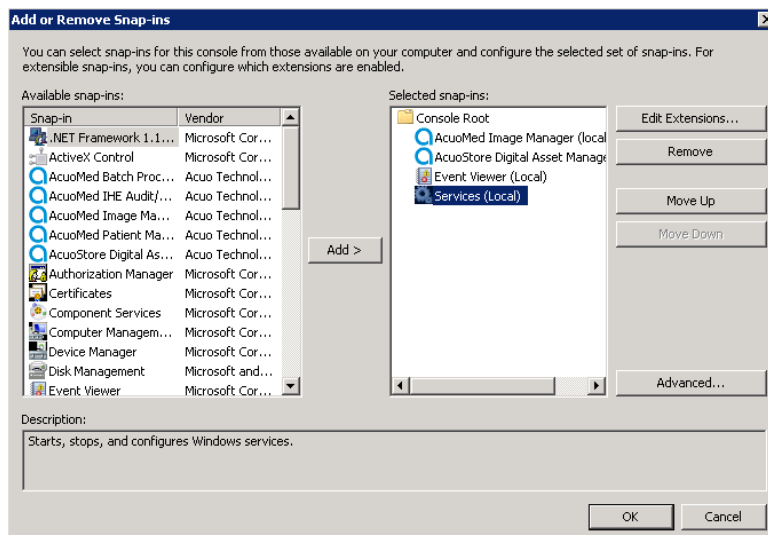 Add or Remove Snap-ins
You can select snap-ins for this console from those available on your computer and configure the selected set of snap-ins. For
extensible snap-ins, you can configure which extensions are enabled.
Available snap-ins:
Snap-in Vendor
.NET Framework 1.1... Microsoft Cor...
ActiveX Control Microsoft Cor...
AcuoMed Batch Proc... Acuo Technol...
AcuoMed IHE Audit/... Acuo Technol...
AcuoMed Image Ma... Acuo Technol...
AcuoMed Patient Ma... Acuo Technol...
AcuoStore Digital As... Acuo Technol...
Authorization Manager Microsoft Cor...
Certificates Microsoft Cor...
Component Services Microsoft Cor...
Computer Managem... Microsoft Cor...
Device Manager Microsoft Cor...
Disk Management Microsoft and...
Event Viewer Microsoft Cor...
Add >
Selected snap-ins:
Console Root
AcuoMed Image Manager (local
AcuoStore Digital Asset Manage
Event Viewer (Local)
Services (Local)
Edit Extensions...
Remove
Move Up
Move Down
Advanced...
Description:
Starts, stops, and configures Windows services.
OK Cancel